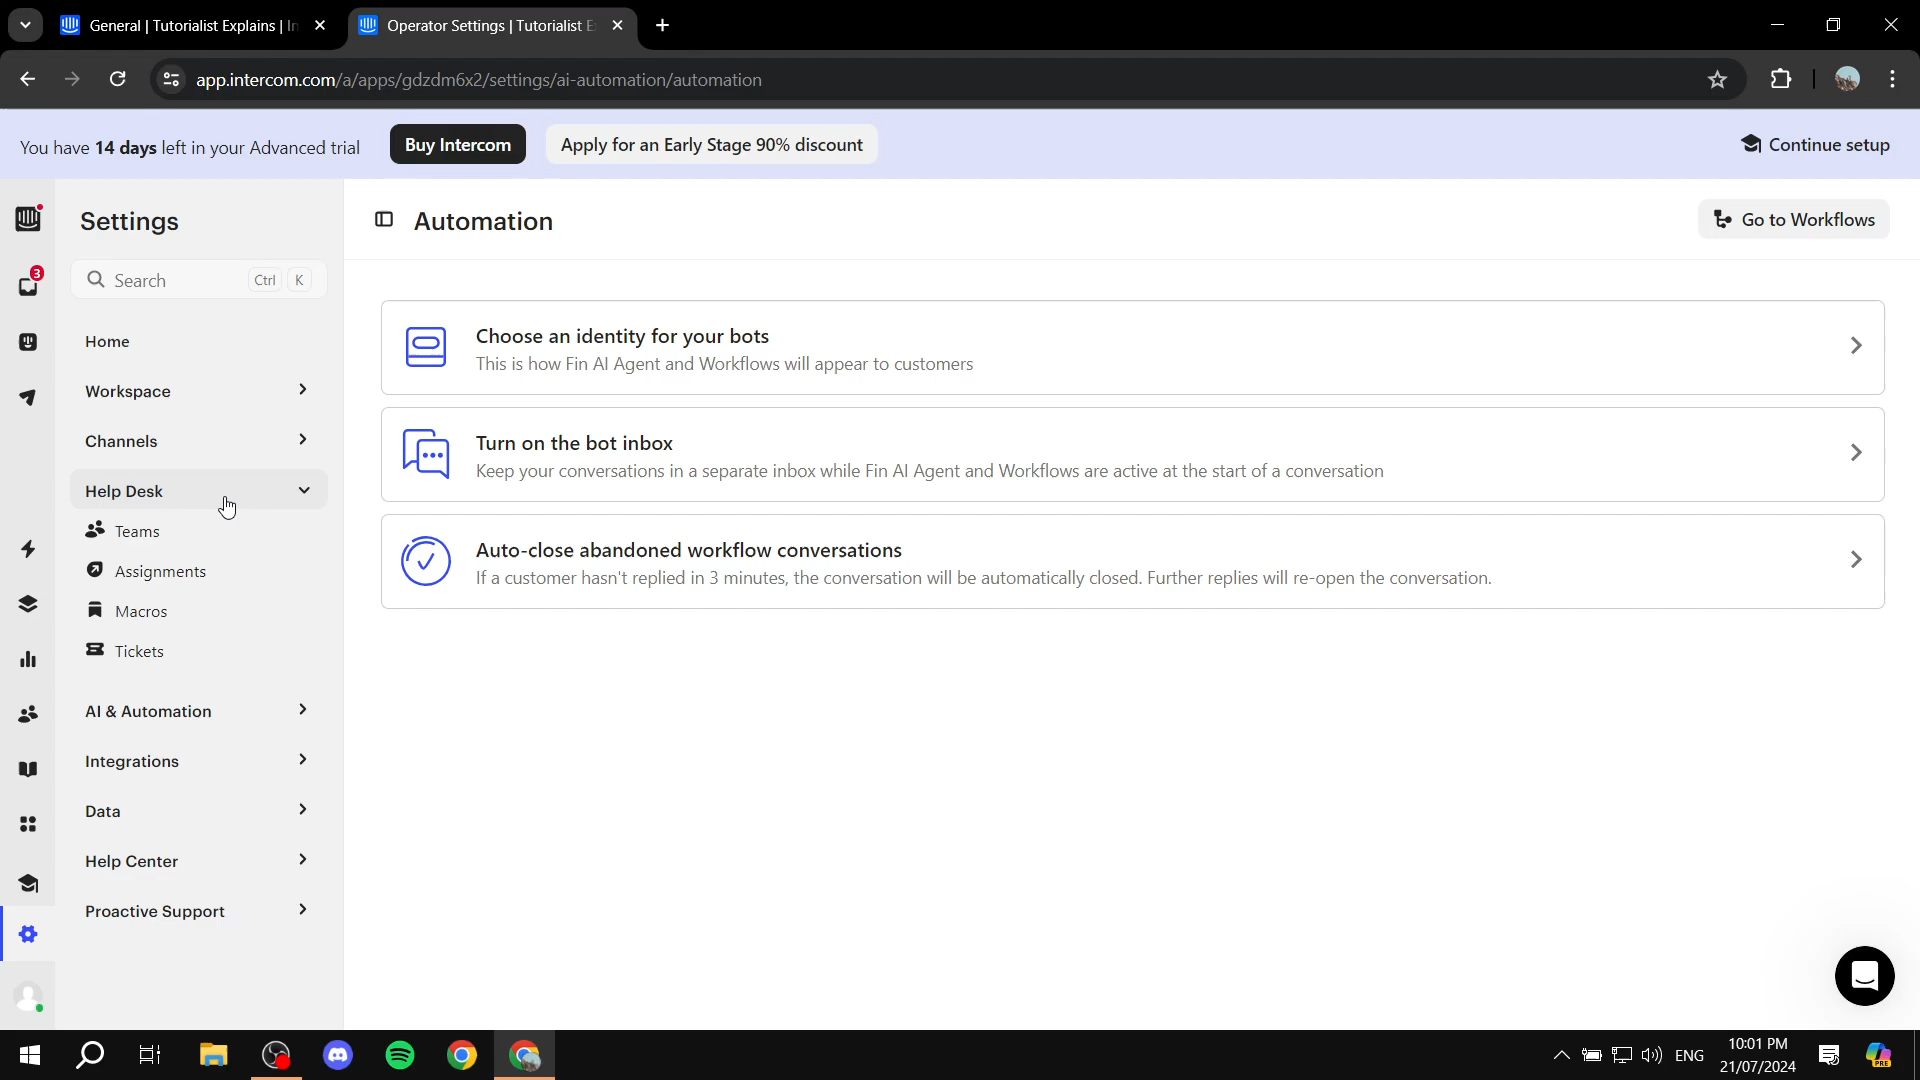 General | Tutorialist Explains | In
Operator Settings | Tutorialist E
app.intercom.com/a/apps/gdzdm6x2/settings/ai-automation/automation
You have 14 days left in your Advanced trial
Buy Intercom
Apply for an Early Stage 90% discount
Continue setup
Settings
Automation
Go to Workflows
3
Search
Ctrl
K
Home
Workspace
Channels
Help Desk
Teams
Assignments
Macros
Tickets
AI & Automation
Integrations
Data
Help Center
Proactive Support
Choose an identity for your bots
This is how Fin AI Agent and Workflows will appear to customers
Turn on the bot inbox
Keep your conversations in a separate inbox while Fin AI Agent and Workflows are active at the start of a conversation
Auto-close abandoned workflow conversations
If a customer hasn't replied in 3 minutes, the conversation will be automatically closed. Further replies will re-open the conversation.
ENG
10:01 PM
21/07/2024
PRE